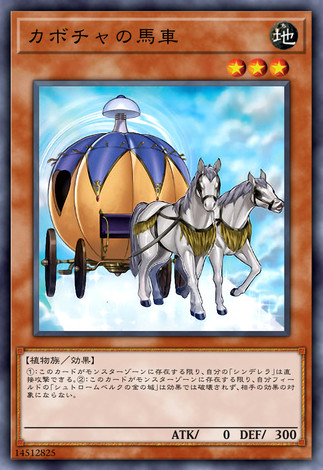 カボチャの馬車
地
【植物族／効果】
①：このカードがモンスターゾーンに存在する限り、自分の「シンデレラ」は直
接攻撃できる。②：このカードがモンスターゾーンに存在する限り、自分フィール
ドの「シュトロームベルクの金の城」は効果では破壊されず、相手の効果の対
象にならない。
ATK/ 0 DEF/ 300
14512825